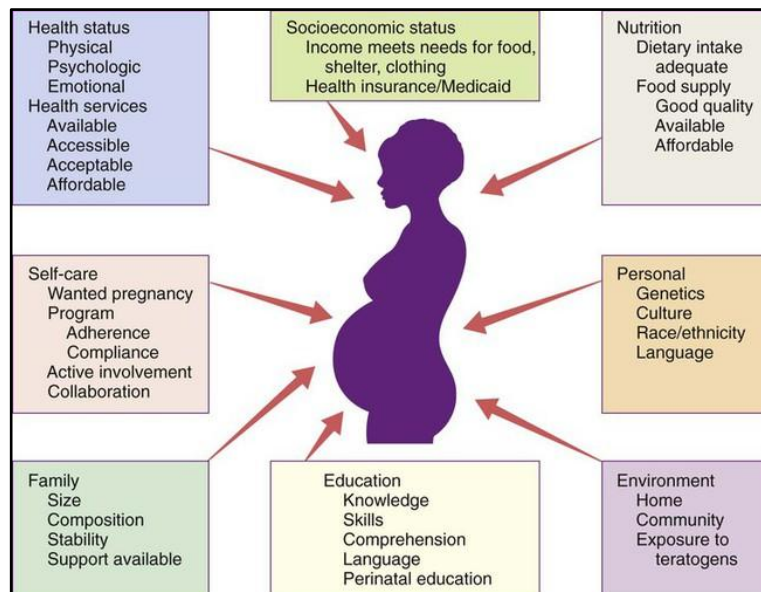 Health status
Physical
Psychologic
Emotional
Health services
Available
Accessible
Acceptable
Affordable
Socioeconomic status
Income meets needs for food,
shelter, clothing
Health insurance/Medicaid
Nutrition
Dietary intake
adequate
Food supply
Good quality
Available
Affordable
Self-care
Wanted pregnancy
Program
Adherence
Compliance
Active involvement
Collaboration
Personal
Genetics
Culture
Race/ethnicity
Language
Family
Size
Composition
Stability
Support available
Education
Knowledge
Skills
Comprehension
Language
Perinatal education
Environment
Home
Community
Exposure to
teratogens